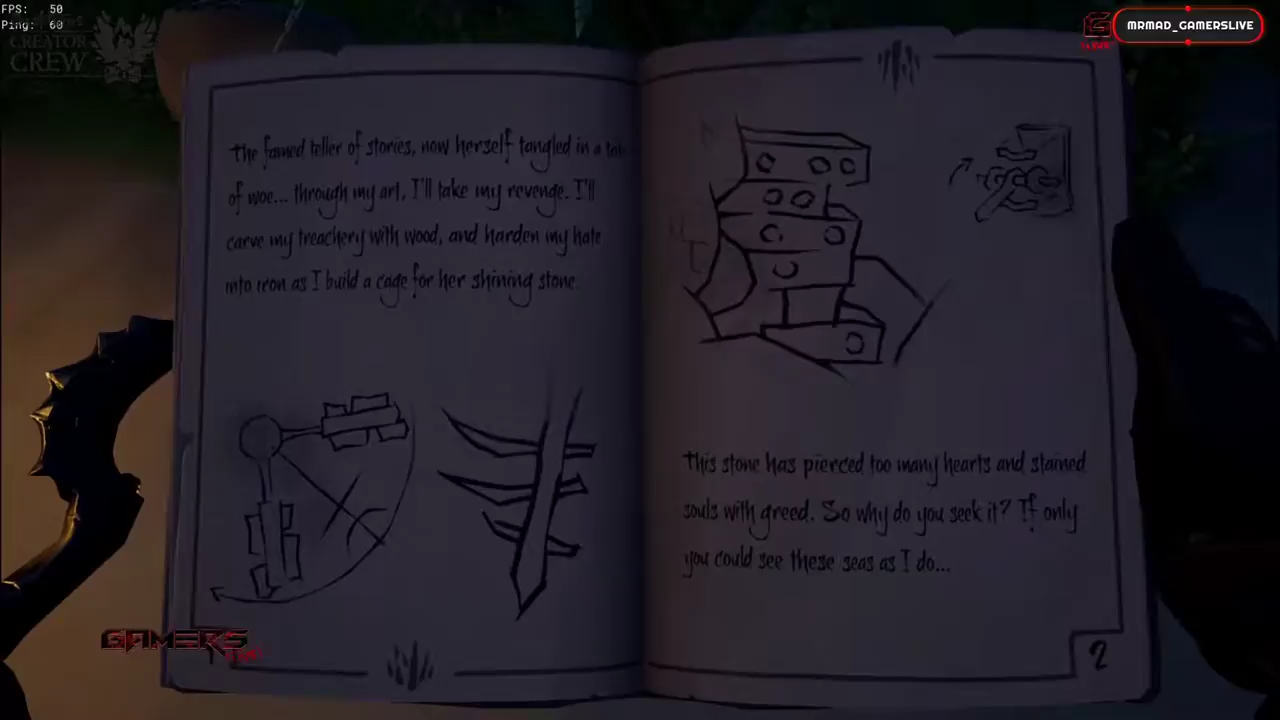 FPS: 50
Ping: 60
CREATOR
CREW
MRMAD_GAMERSLIVE
The famed teller of stories, now herself tangled in a
of woe... through my art, I'll take my revenge. I'll
carve my treachery with wood, and harden my hate
into iron as I build a cage for her shining stone.
This stone has pierced too many hearts and stained
souls with greed. So why do you seek it? If only
you could see these seas as I do...
2
GAMERS